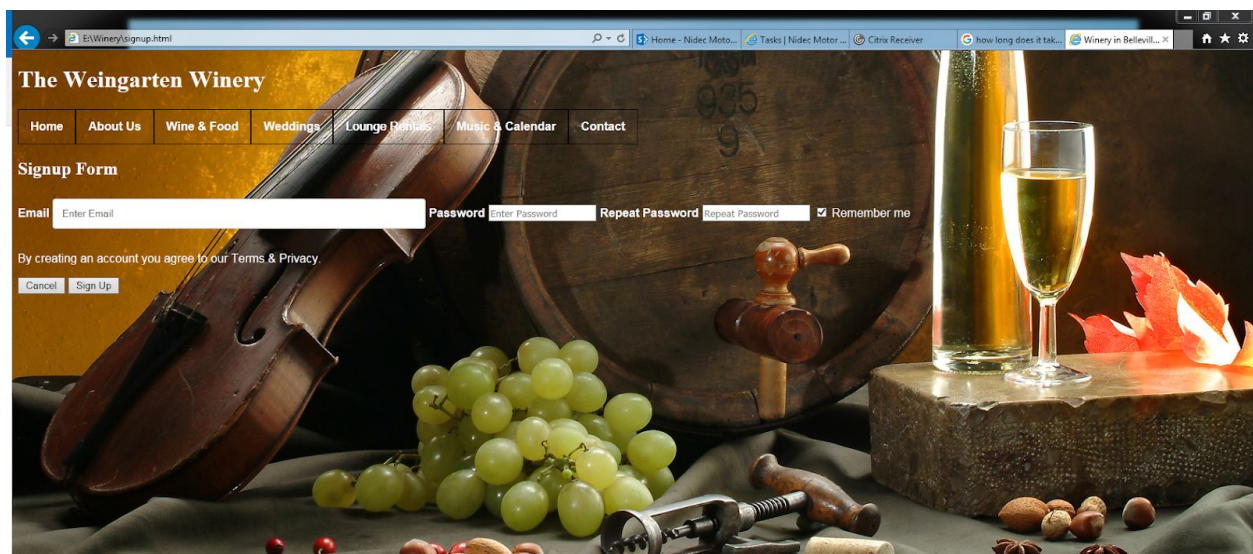 E:\Winery\signup.html
Home - Nidec Moto...
Tasks | Nidec Motor ...
Citrix Receiver
how long does it tak...
Winery in Bellevill...
The Weingarten Winery
Home About Us Wine & Food Weddings Lounge Rentals Music & Calendar Contact
Signup Form
Email Enter Email Password Enter Password Repeat Password Repeat Password Remember me
By creating an account you agree to our Terms & Privacy.
Cancel Sign Up
935
9